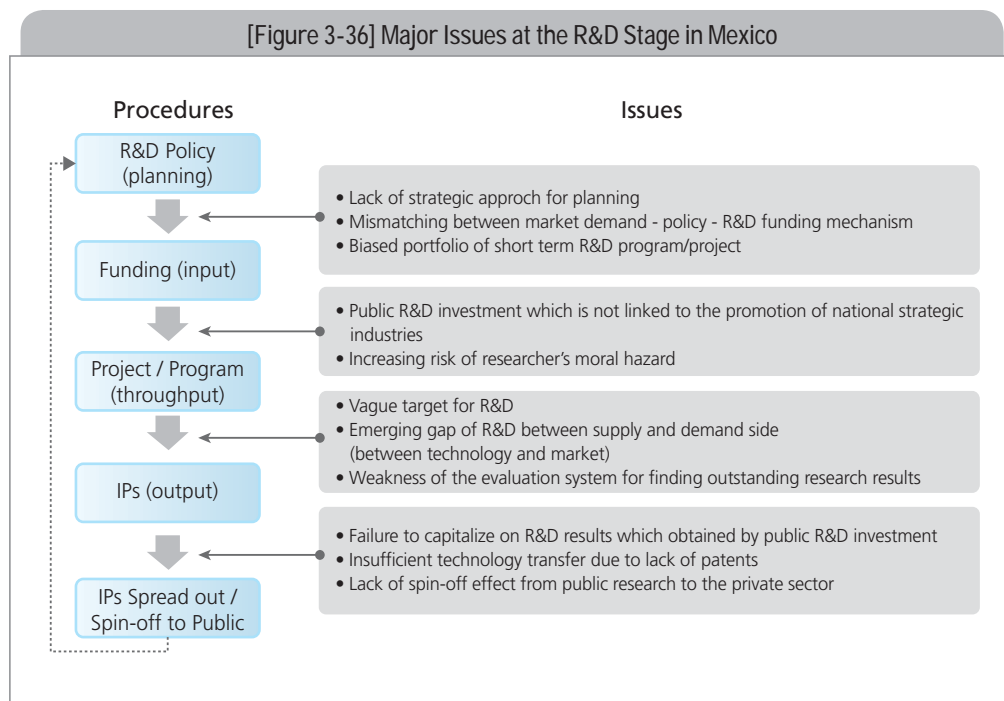 [Figure 3-36] Major Issues at the R&D Stage in Mexico
Procedures
Issues
R&D Policy
(planning)
• Lack of strategic approch for planning
• Mismatching between market demand - policy - R&D funding mechanism
• Biased portfolio of short term R&D program/project
Funding (input)
• Public R&D investment which is not linked to the promotion of national strategic
industries
• Increasing risk of researcher's moral hazard
Project / Program
(throughput)
• Vague target for R&D
• Emerging gap of R&D between supply and demand side
(between technology and market)
• Weakness of the evaluation system for finding outstanding research results
IPs (output)
• Failure to capitalize on R&D results which obtained by public R&D investment
• Insufficient technology transfer due to lack of patents
• Lack of spin-off effect from public research to the private sector
IPs Spread out /
Spin-off to Public